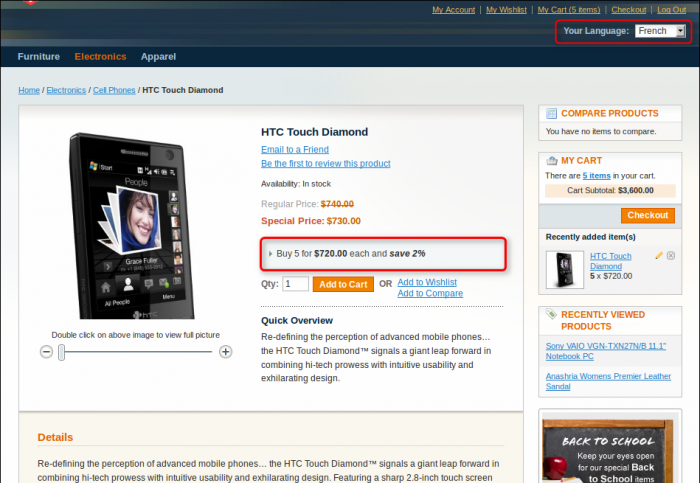 My Account | My Wishlist | My Cart (5 items) | Checkout | Log Out
Your Language: French
Furniture Electronics Apparel
Home / Electronics / Cell Phones / HTC Touch Diamond
Start
People
Grace Fuller
All People Menu
hTC
Double click on above image to view full picture
HTC Touch Diamond
Email to a Friend
Be the first to review this product
Availability: In stock
Regular Price: $740.00
Special Price: $730.00
Buy 5 for $720.00 each and save 2%
Qty: 1 Add to Cart OR Add to Wishlist
Add to Compare
Quick Overview
Re-defining the perception of advanced mobile phones…
the HTC Touch Diamond™ signals a giant leap forward in
combining hi-tech prowess with intuitive usability and
exhilarating design.
Details
Re-defining the perception of advanced mobile phones… the HTC Touch Diamond™ signals a giant leap forward in
combining hi-tech prowess with intuitive usability and exhilarating design. Featuring a sharp 2.8-inch touch screen
COMPARE PRODUCTS
You have no items to compare.
MY CART
There are 5 items in your cart.
Cart Subtotal: $3,600.00
Checkout
Recently added item(s)
HTC Touch
Diamond
5 x $720.00
RECENTLY VIEWED
PRODUCTS
Sony VAIO VGN-TXN27N/B 11.1"
Notebook PC
Anashria Womens Premier Leather
Sandal
BACK TO SCHOOL
Keep your eyes open
for our special Back
to School items